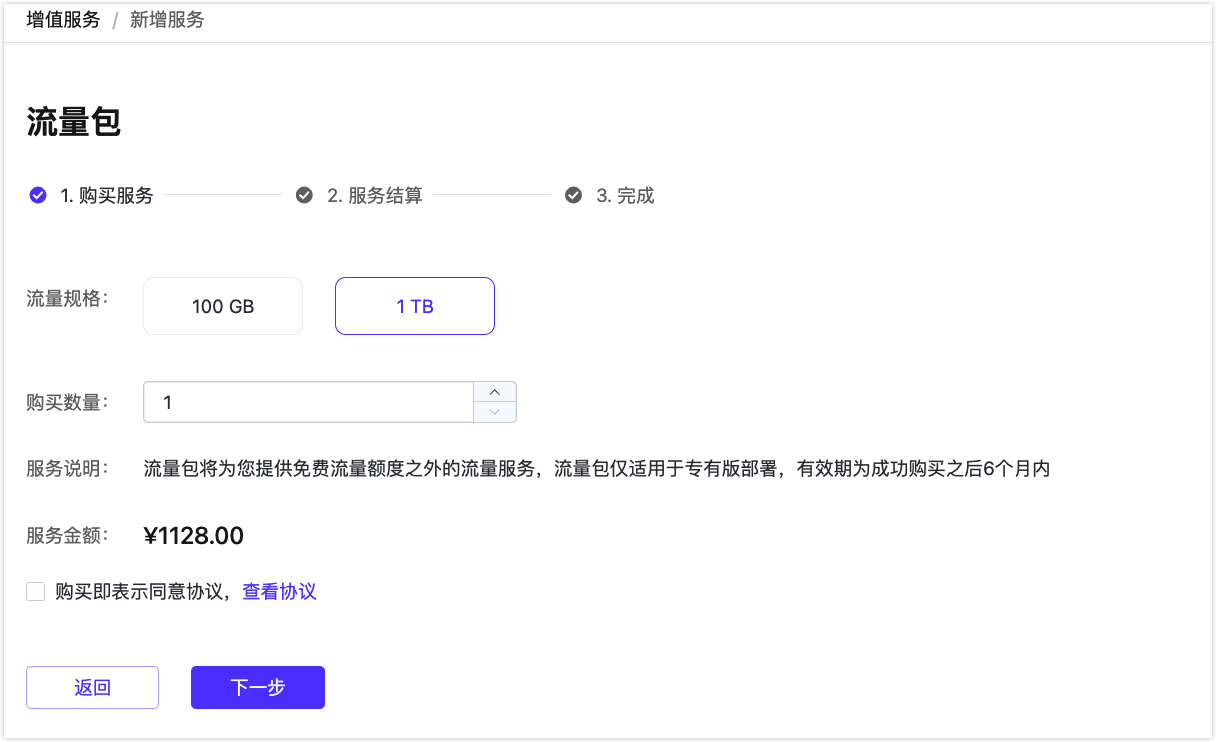 增值服务 / 新增服务
流量包
1. 购买服务 2. 服务结算 3. 完成
流量规格： 100 GB 1 TB
购买数量： 1
服务说明： 流量包将为您提供免费流量额度之外的流量服务，流量包仅适用于专有版部署，有效期为成功购买之后6个月内
服务金额： ¥1128.00
购买即表示同意协议，查看协议
返回 下一步